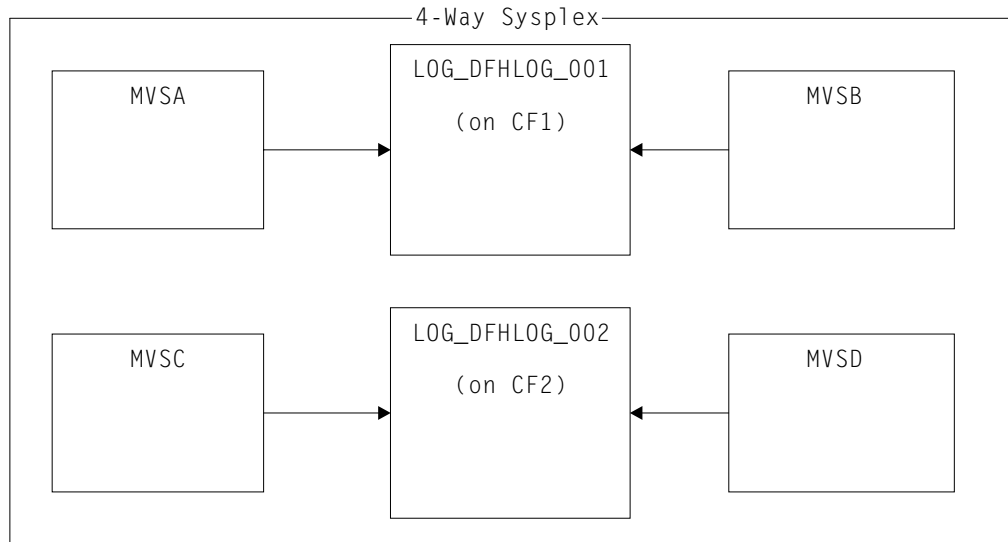 4-Way Sysplex
MVSA
LOG_DFHLOG_001
(on CF1)
MVSB
MVSC
LOG_DFHLOG_002
(on CF2)
MVSD